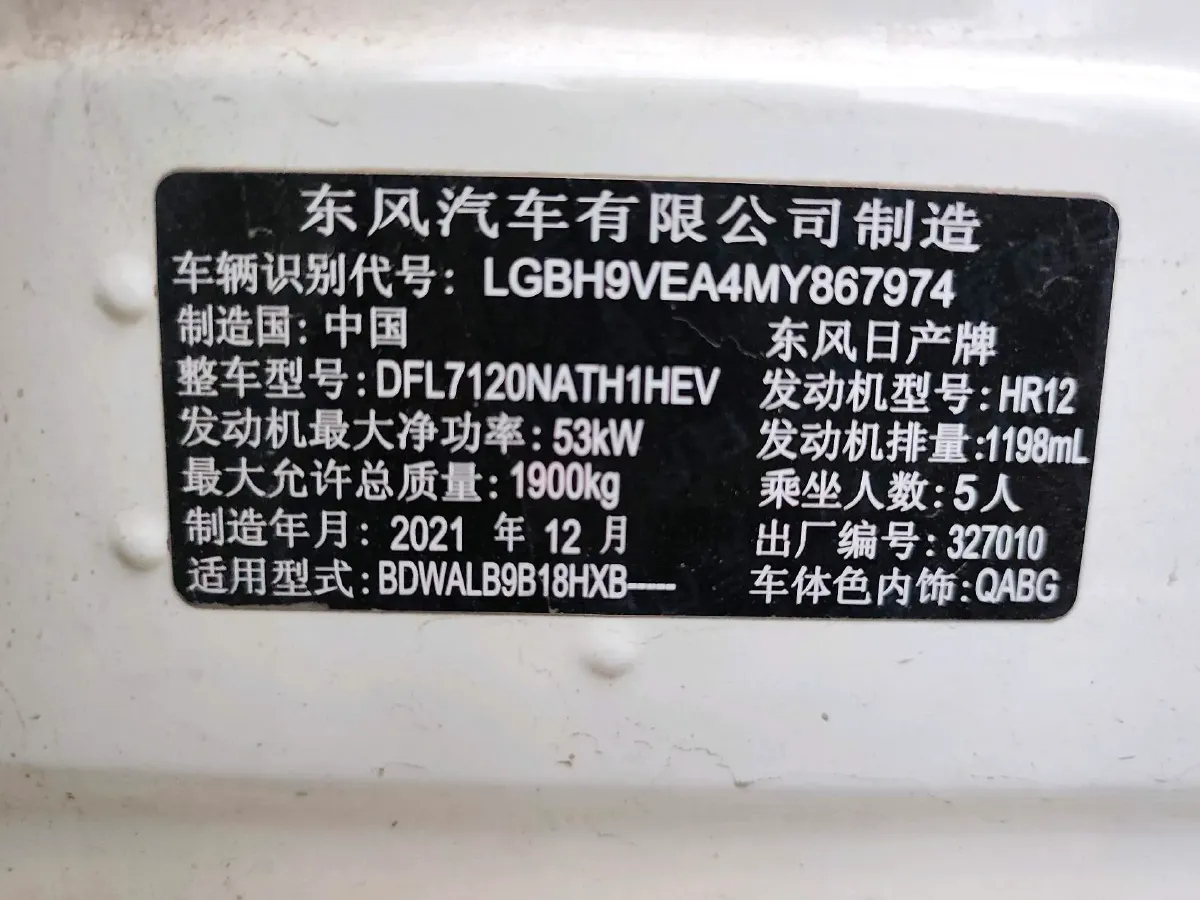 东风汽车有限公司制造
车辆识别代号: LGBH9VEA4MY867974
制造国: 中国 东风日产牌
整车型号: DFL7120NATH1HEV 发动机型号: HR12
发动机最大净功率: 53kW 发动机排量: 1198mL
最大允许总质量: 1900kg 乘坐人数: 5人
制造年月: 2021 年 12 月 出厂编号: 327010
适用型式: BDWALB9B18HXB----- 车体色内饰: QABG